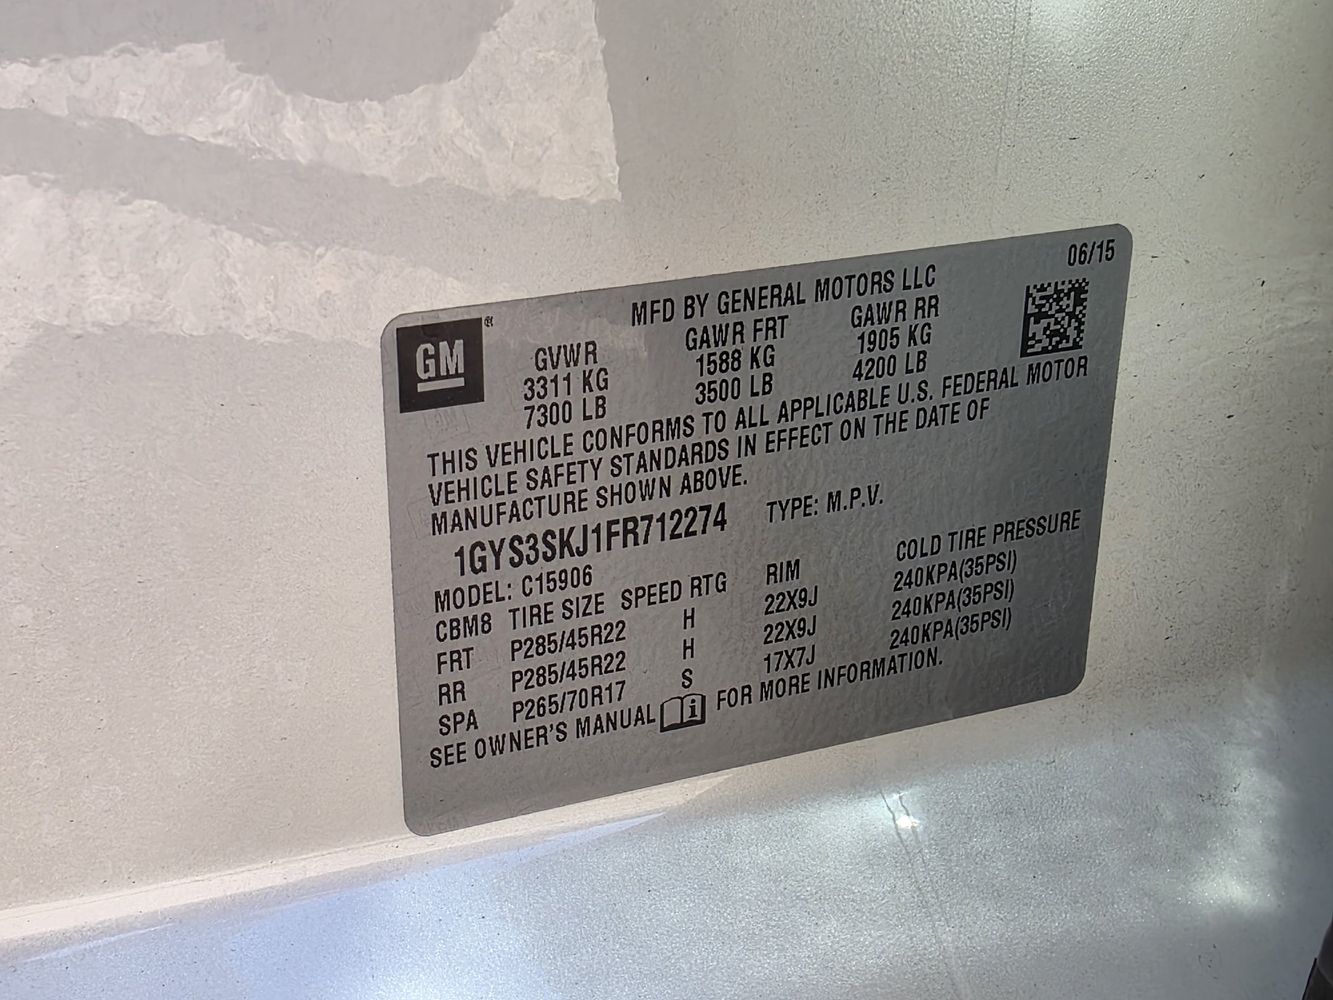 06/15
MFD BY GENERAL MOTORS LLC
GM®
GVWR GAWR FRT GAWR RR
3311 KG 1588 KG 1905 KG
7300 LB 3500 LB 4200 LB
THIS VEHICLE CONFORMS TO ALL APPLICABLE U.S. FEDERAL MOTOR
VEHICLE SAFETY STANDARDS IN EFFECT ON THE DATE OF
MANUFACTURE SHOWN ABOVE.
1GYS3SKJ1FR712274 TYPE: M.P.V.
MODEL: C15906
CBM8 TIRE SIZE SPEED RTG RIM COLD TIRE PRESSURE
FRT P285/45R22 H 22X9J 240KPA(35PSI)
RR P285/45R22 H 22X9J 240KPA(35PSI)
SPA P265/70R17 S 17X7J 240KPA(35PSI)
SEE OWNER'S MANUAL FOR MORE INFORMATION.